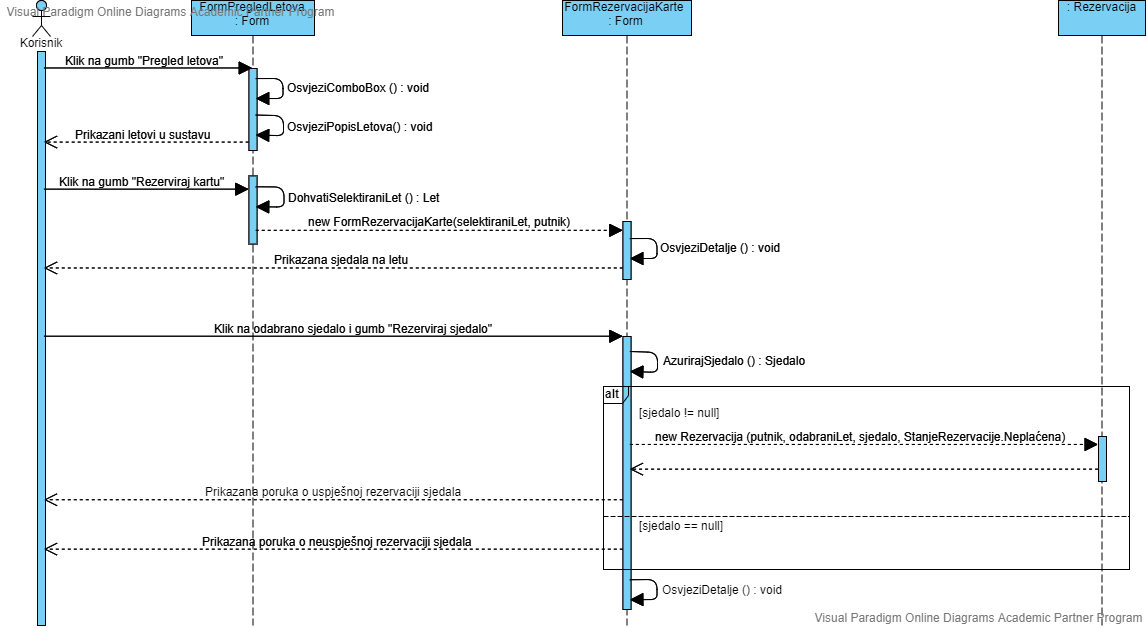 Visual Paradigm Online Diagrams Academic Partner Program
FormPregledLetova
: Form
FormRezervacijaKarte
: Form
: Rezervacija
Korisnik
Klik na gumb "Pregled letova"
OsvjeziComboBox () : void
OsvjeziPopisLetova() : void
Prikazani letovi u sustavu
Klik na gumb "Rezerviraj kartu"
DohvatiSelektiraniLet () : Let
new FormRezervacijaKarte(selektiraniLet, putnik)
OsvjeziDetalje () : void
Prikazana sjedala na letu
Klik na odabrano sjedalo i gumb "Rezerviraj sjedalo"
AzurirajSjedalo () : Sjedalo
alt
[sjedalo != null]
new Rezervacija (putnik, odabraniLet, sjedalo, StanjeRezervacije.Neplaćena)
Prikazana poruka o uspješnoj rezervaciji sjedala
[sjedalo == null]
Prikazana poruka o neuspješnoj rezervaciji sjedala
OsvjeziDetalje () : void
Visual Paradigm Online Diagrams Academic Partner Program